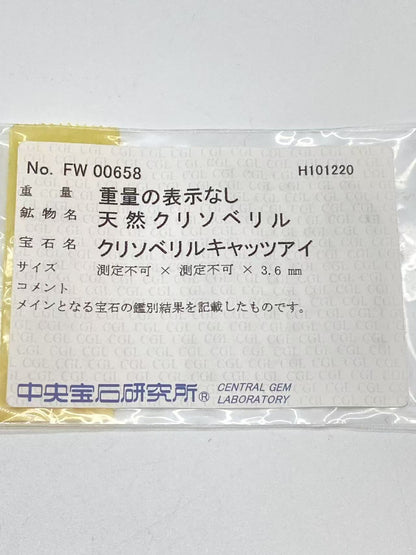 No. FW 00658 H101220
重量 重量の表示なし
鉱物名 天然クリソベリル
宝石名 クリソベリルキャッツアイ
サイズ 測定不可 × 測定不可 × 3.6 mm
コメント
メインとなる宝石の鑑別結果を記載したものです。
中央宝石研究所® CENTRAL GEM
LABORATORY